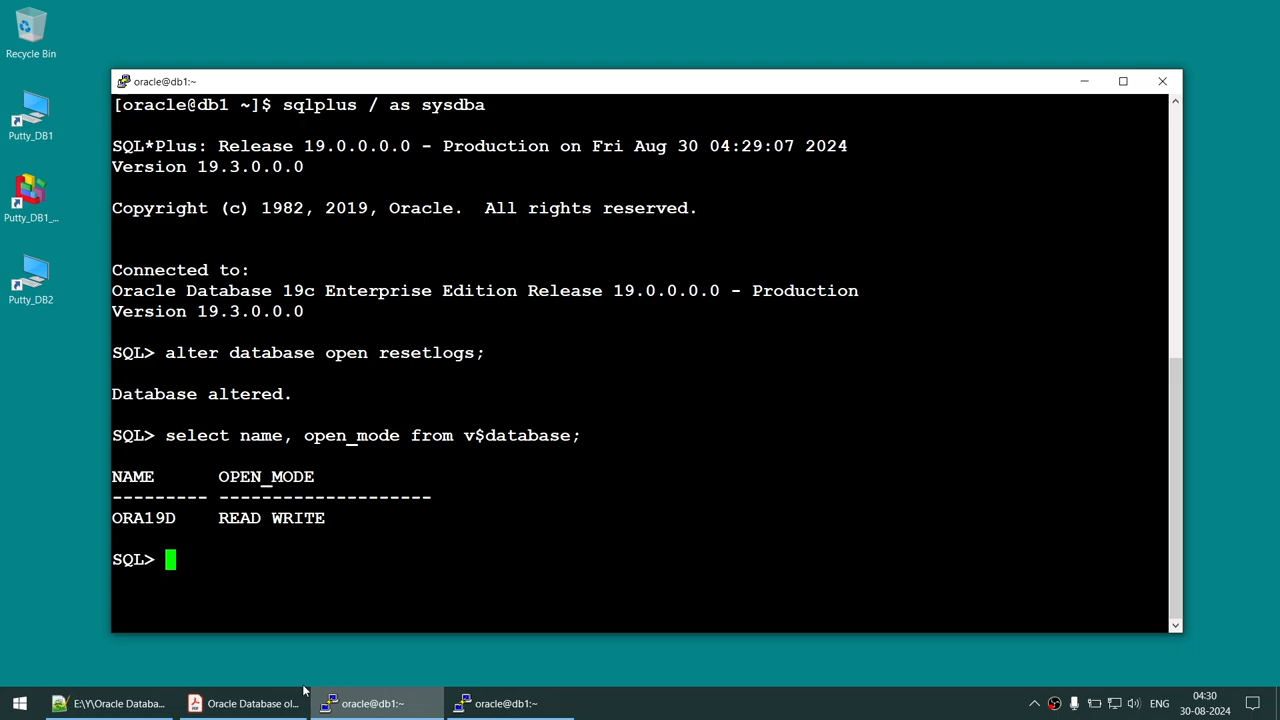 Recycle Bin
Putty_DB1
Putty_DB1_...
Putty_DB2
oracle@db1:~
[oracle@db1 ~]$ sqlplus / as sysdba
SQL*Plus: Release 19.0.0.0.0 - Production on Fri Aug 30 04:29:07 2024
Version 19.3.0.0.0
Copyright (c) 1982, 2019, Oracle.  All rights reserved.
Connected to:
Oracle Database 19c Enterprise Edition Release 19.0.0.0.0 - Production
Version 19.3.0.0.0
SQL> alter database open resetlogs;
Database altered.
SQL> select name, open_mode from v$database;
NAME      OPEN_MODE
--------- --------------------
ORA19D    READ WRITE
SQL>
E:\Y\Oracle Databa...
Oracle Database ol...
oracle@db1:~
oracle@db1:~
ENG
04:30
30-08-2024